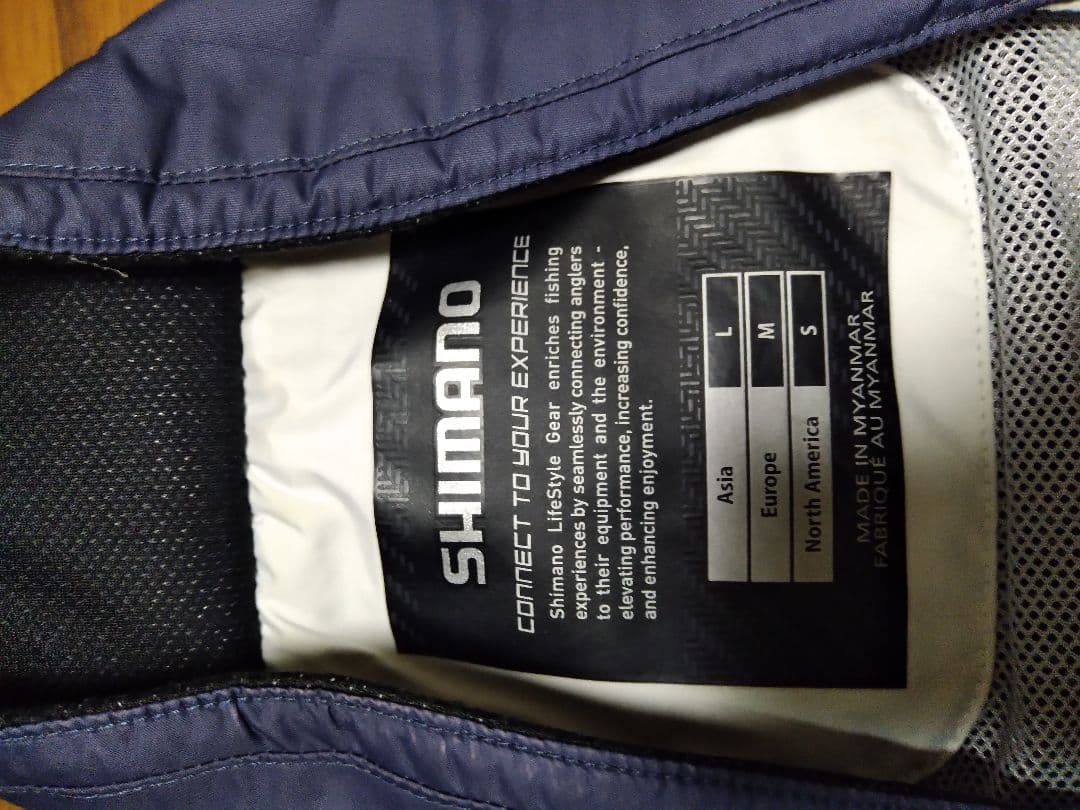 SHIMANO
CONNECT TO YOUR EXPERIENCE
Shimano LifeStyle Gear enriches fishing
experiences by seamlessly connecting anglers
to their equipment and the environment -
elevating performance, increasing confidence,
and enhancing enjoyment.
Asia L
Europe M
North America S
MADE IN MYANMAR
FABRIQUÉ AU MYANMAR